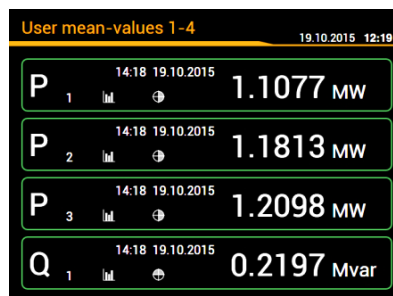 User mean-values 1-4
19.10.2015 12:19
14:18 19.10.2015
P 1 1.1077 MW
14:18 19.10.2015
P 2 1.1813 MW
14:18 19.10.2015
P 3 1.2098 MW
14:18 19.10.2015
Q 1 0.2197 Mvar